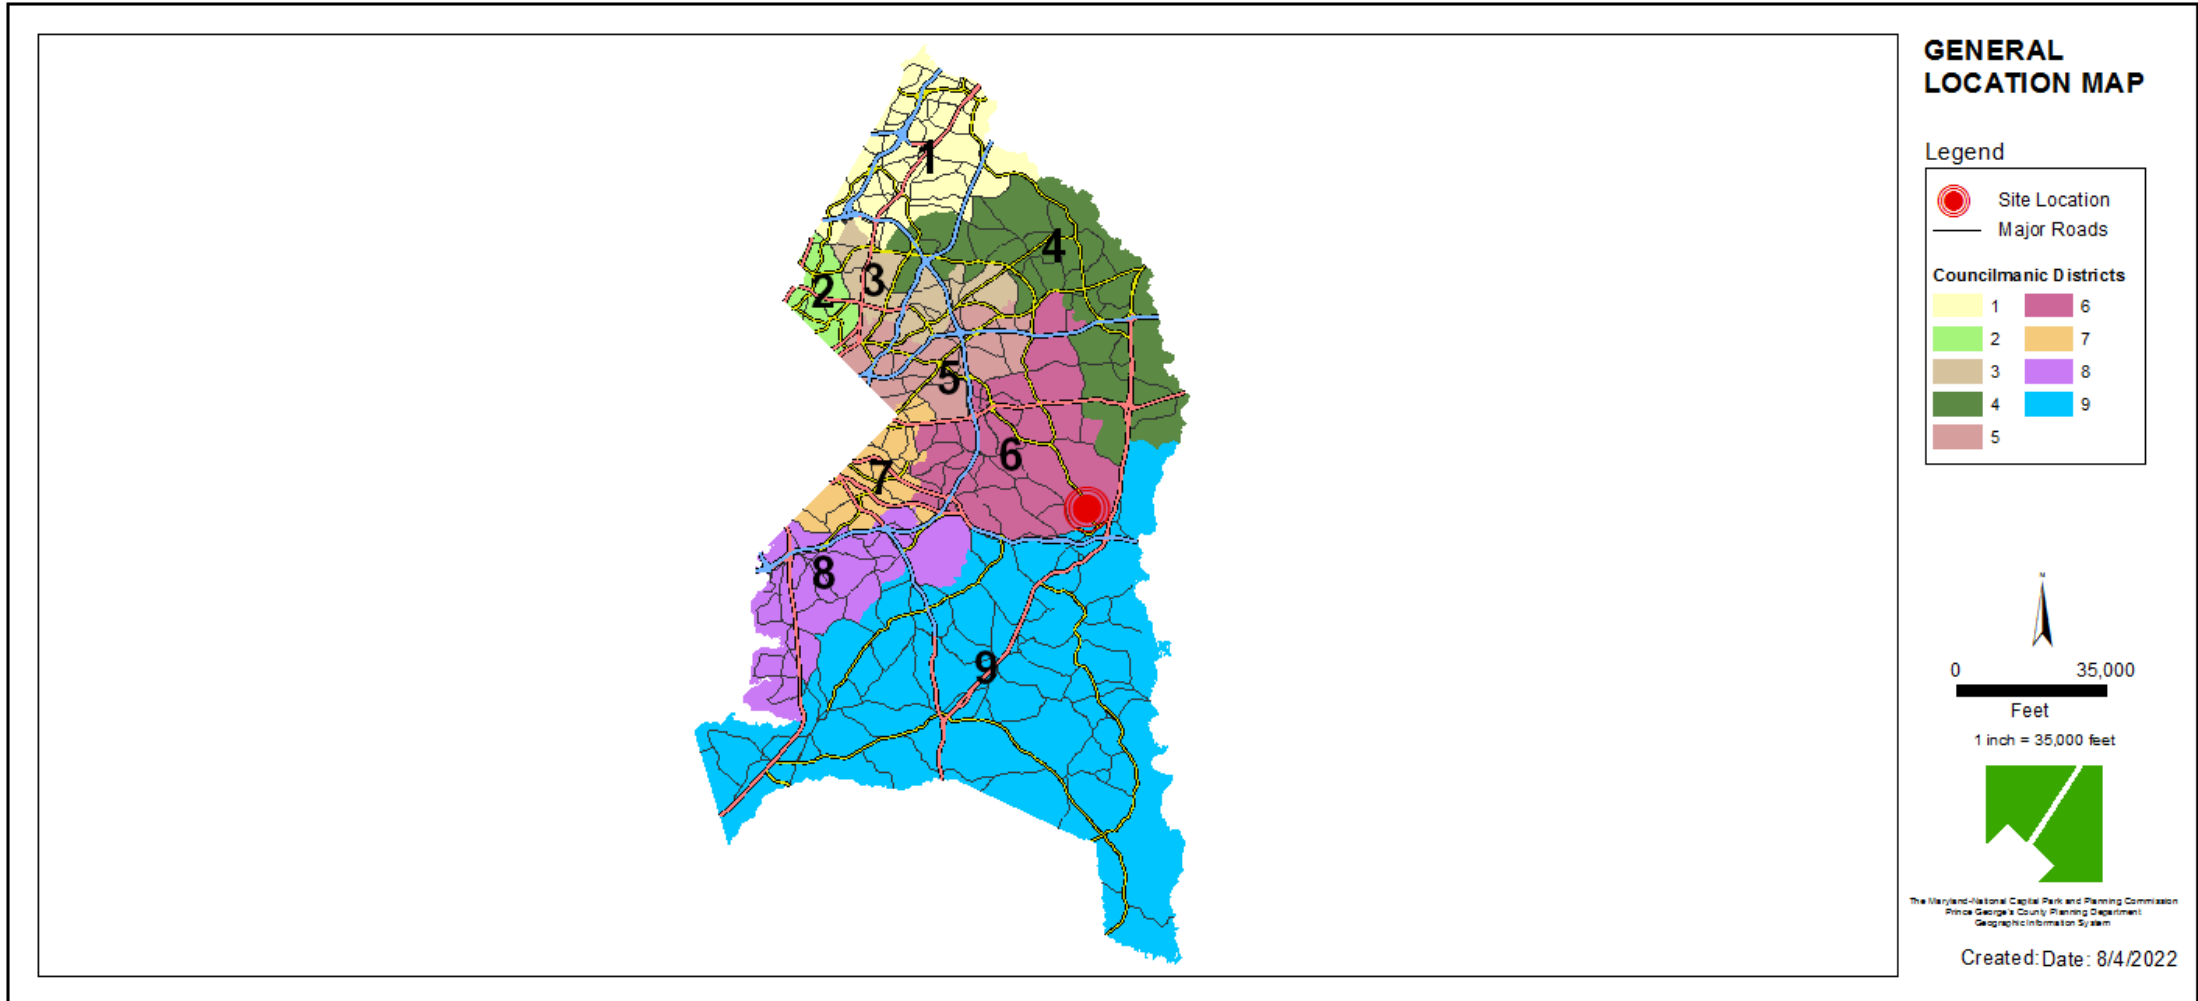 GENERAL
LOCATION MAP
Legend
Site Location
Major Roads
Councilmanic Districts
1 6
2 7
3 8
4 9
5
1
2
3
4
5
6
7
8
9
N
0 35,000
Feet
1 inch = 35,000 feet
The Maryland-National Capital Park and Planning Commission
Prince George's County Planning Department
Geographic Information System
Created: Date: 8/4/2022